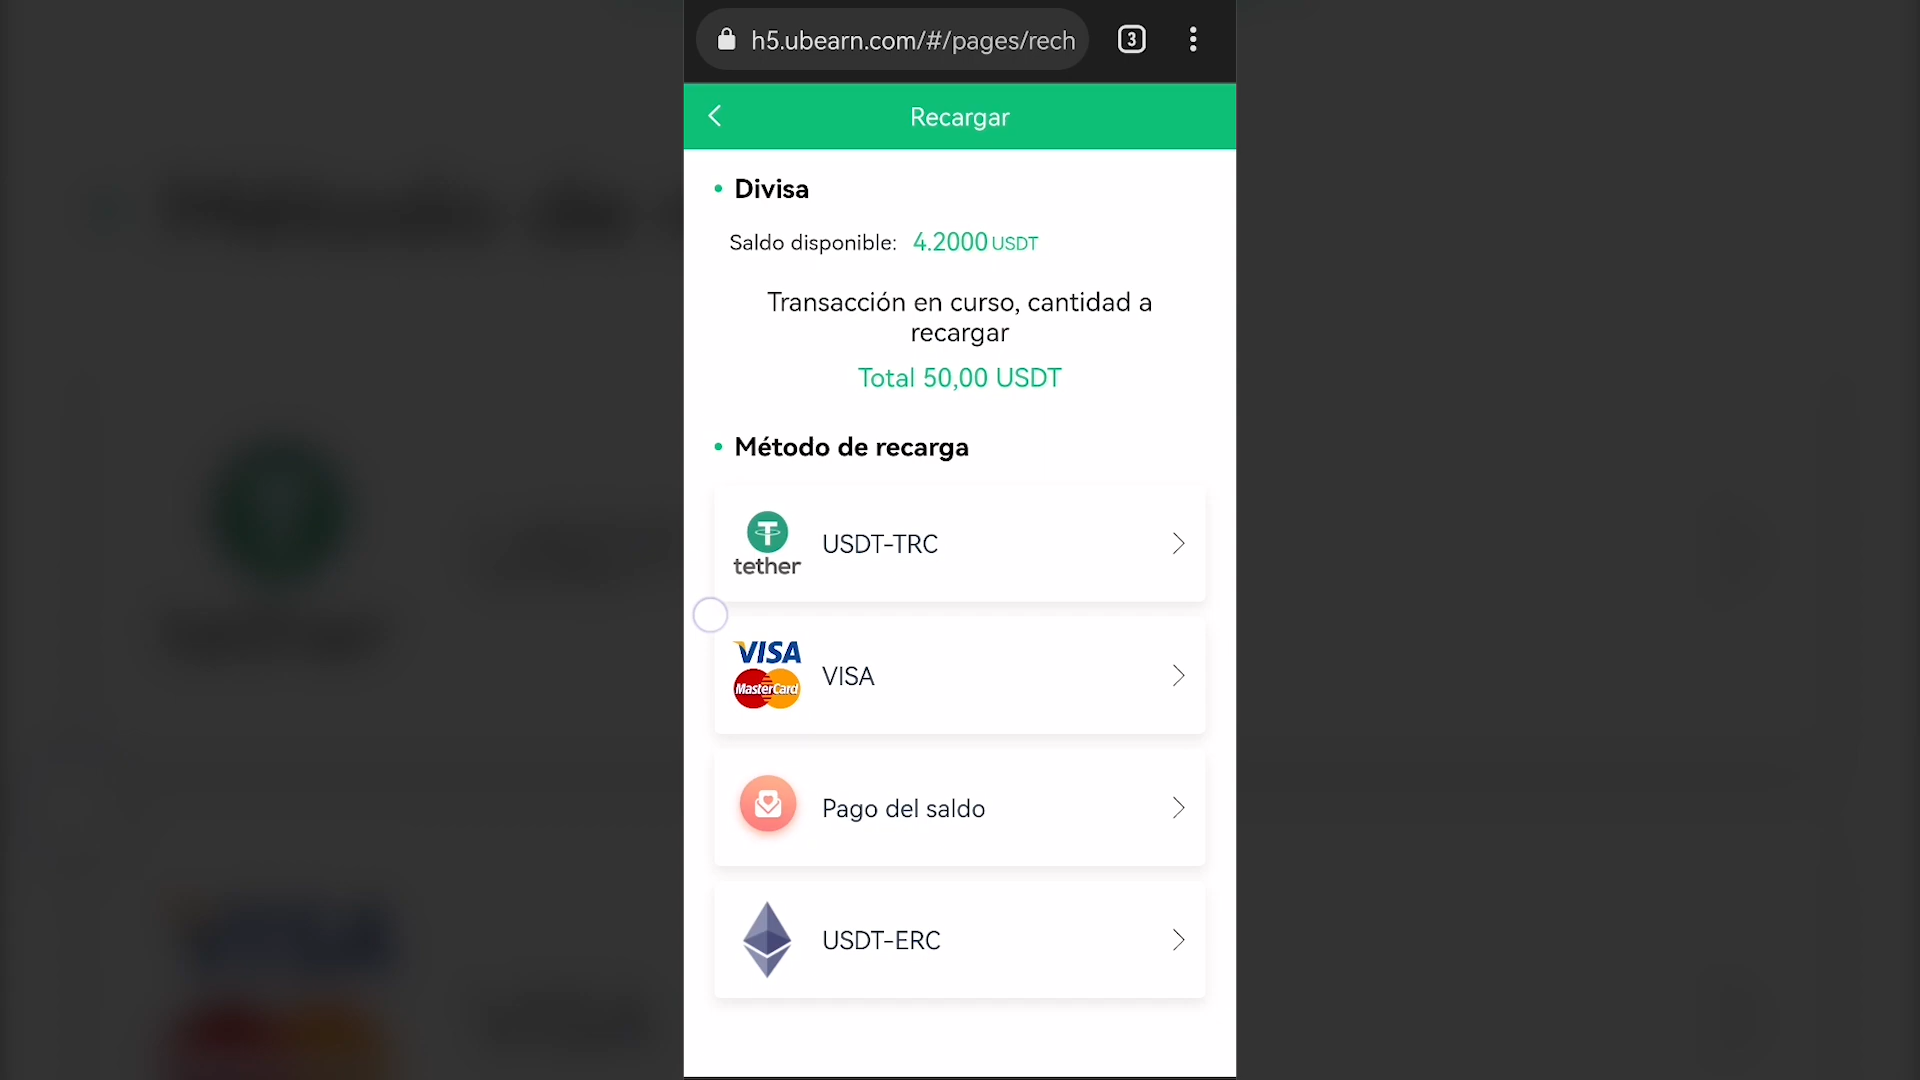 h5.ubearn.com/#/pages/rech
3
Recargar
Divisa
Saldo disponible: 4.2000 USDT
Transacción en curso, cantidad a
recargar
Total 50,00 USDT
Método de recarga
tether
USDT-TRC
VISA
MasterCard
VISA
Pago del saldo
USDT-ERC